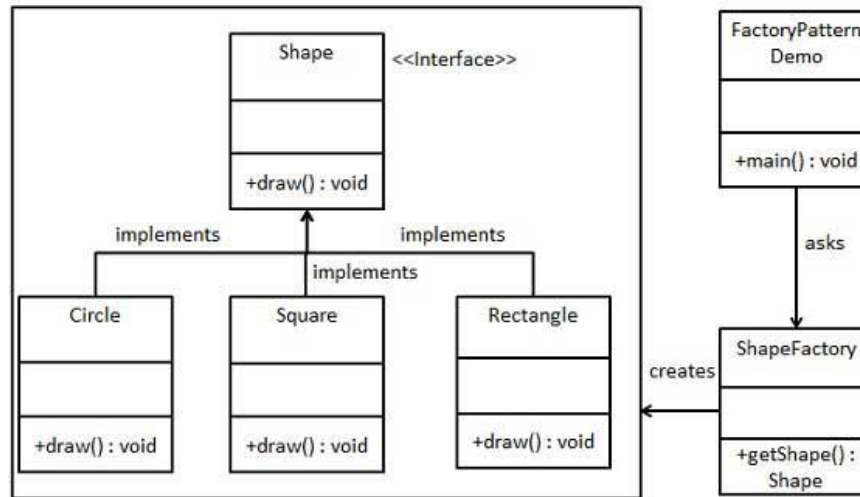 Shape
<<Interface>>
+draw() : void
FactoryPattern
Demo
+main() : void
implements
implements
implements
asks
Circle
+draw() : void
Square
+draw() : void
Rectangle
+draw() : void
creates
ShapeFactory
+getShape() :
Shape